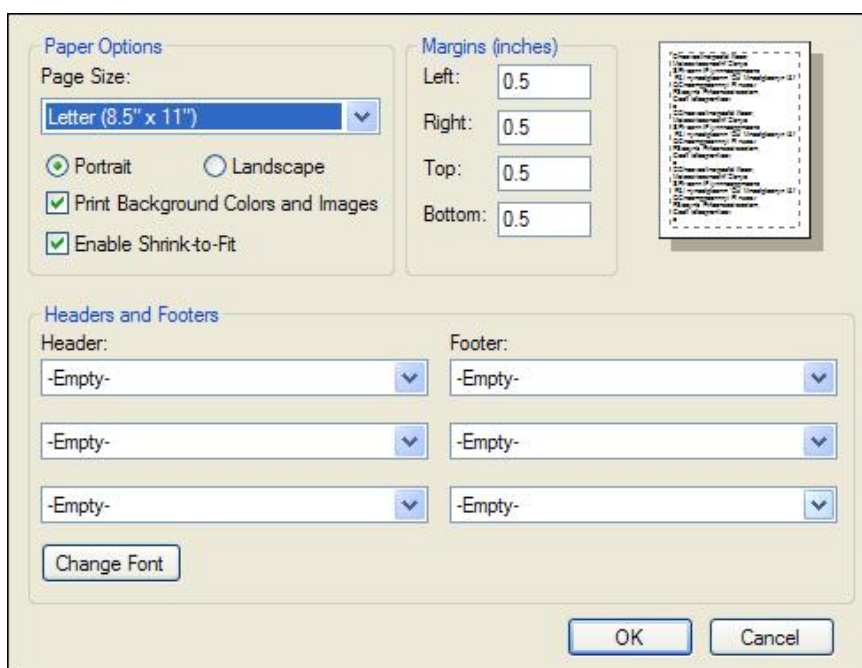 Paper Options
Page Size:
Letter (8.5" x 11")
Portrait
Landscape
Print Background Colors and Images
Enable Shrink-to-Fit
Margins (inches)
Left: 0.5
Right: 0.5
Top: 0.5
Bottom: 0.5
Headers and Footers
Header:
Footer:
-Empty-
-Empty-
-Empty-
-Empty-
-Empty-
-Empty-
Change Font
OK
Cancel